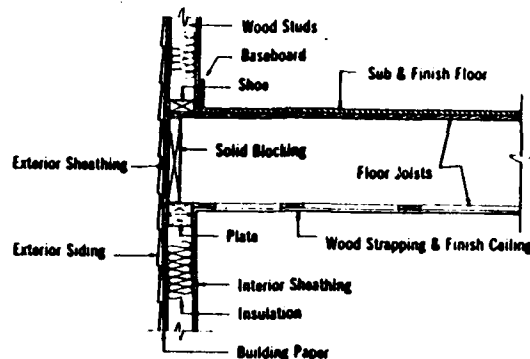 Wood Studs
Baseboard
Shoe
Sub & Finish Floor
Solid Blocking
Exterior Sheathing
Floor Joists
Plate
Wood Strapping & Finish Ceiling
Exterior Siding
Interior Sheathing
Insulation
Building Paper